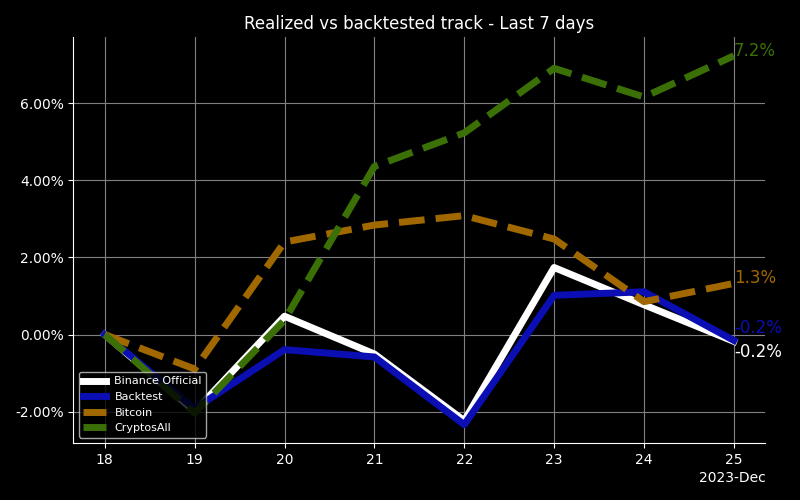 Realized vs backtested track - Last 7 days
7.2%
6.00%
4.00%
2.00%
1.3%
-0.2%
0.00%
-0.2%
Binance Official
Backtest
-2.00%
Bitcoin
CryptosAll
18 19 20 21 22 23 24 25
2023-Dec